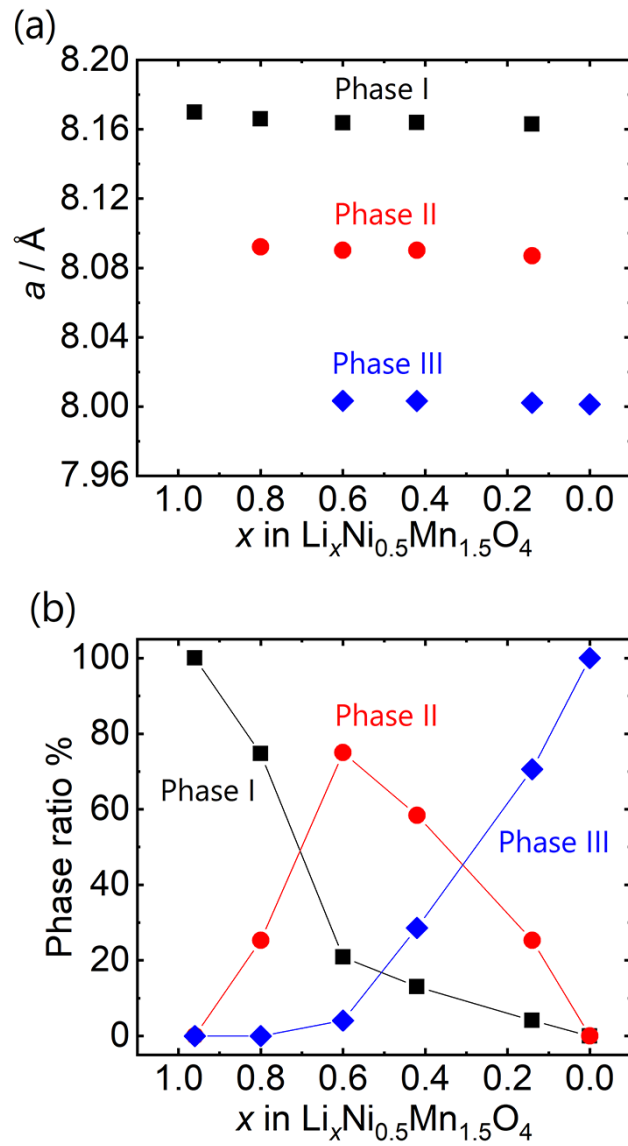 (a)
8.20
8.16
8.12
8.08
8.04
8.00
7.96
a / Å
Phase I
Phase II
Phase III
1.0 0.8 0.6 0.4 0.2 0.0
x in LiₓNi₀.₅Mn₁.₅O₄
(b)
100
80
60
40
20
0
Phase ratio %
Phase II
Phase I
Phase III
1.0 0.8 0.6 0.4 0.2 0.0
x in LiₓNi₀.₅Mn₁.₅O₄